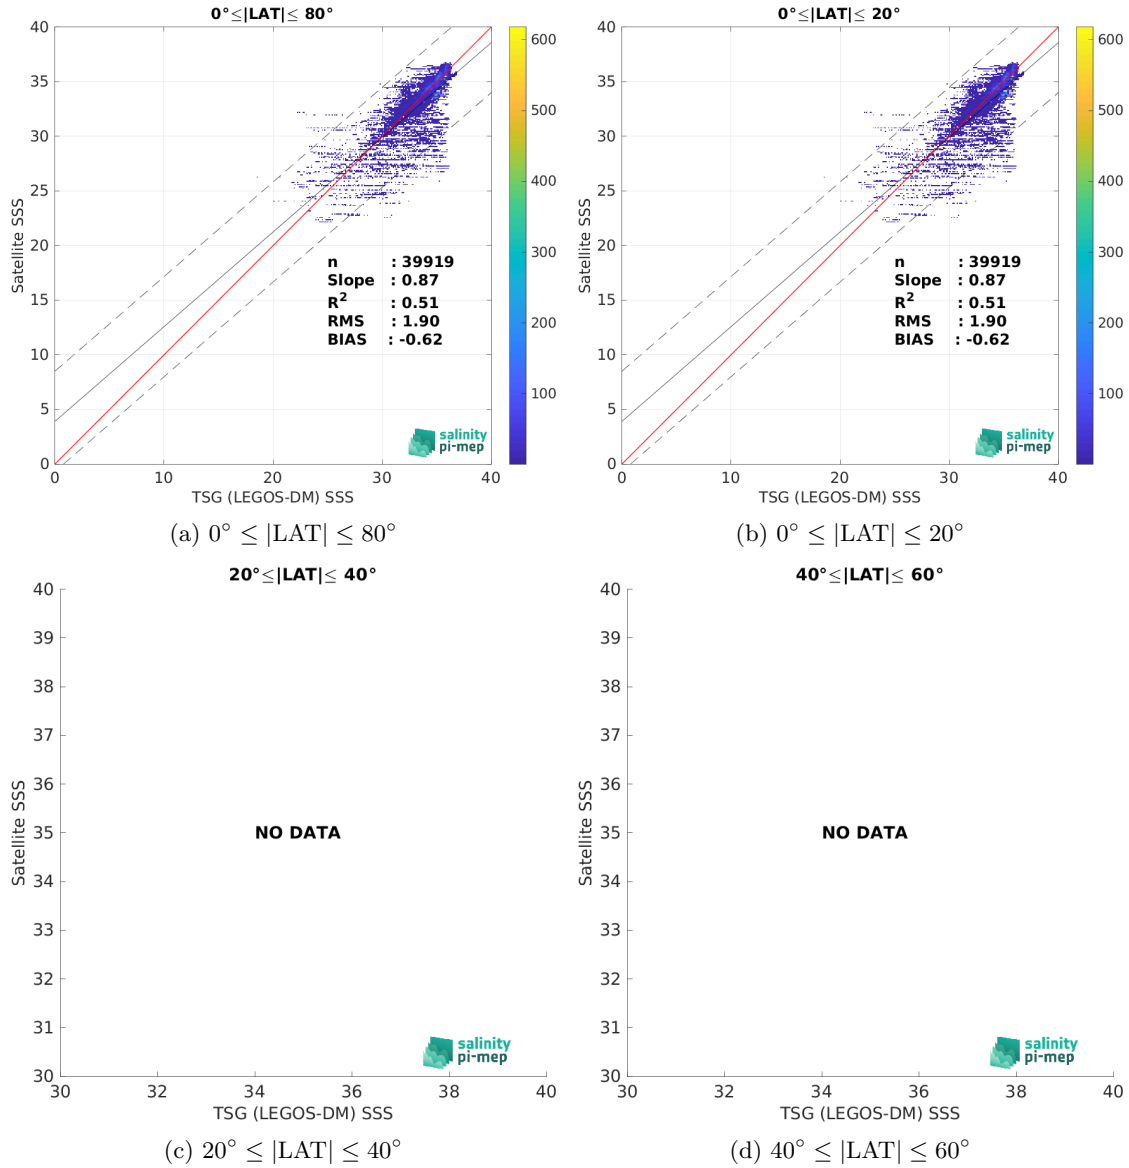 0°≤|LAT|≤ 80°
40
35
30
25
20
15
10
5
0
Satellite SSS
n : 39919
Slope : 0.87
R² : 0.51
RMS : 1.90
BIAS : -0.62
salinity
pi-mep
0 10 20 30 40
TSG (LEGOS-DM) SSS
600
500
400
300
200
100
(a) 0° ≤ |LAT| ≤ 80°
0°≤|LAT|≤ 20°
40
35
30
25
20
15
10
5
0
Satellite SSS
n : 39919
Slope : 0.87
R² : 0.51
RMS : 1.90
BIAS : -0.62
salinity
pi-mep
0 10 20 30 40
TSG (LEGOS-DM) SSS
600
500
400
300
200
100
(b) 0° ≤ |LAT| ≤ 20°
20°≤|LAT|≤ 40°
40
39
38
37
36
35
34
33
32
31
30
Satellite SSS
NO DATA
salinity
pi-mep
30 32 34 36 38 40
TSG (LEGOS-DM) SSS
(c) 20° ≤ |LAT| ≤ 40°
40°≤|LAT|≤ 60°
40
39
38
37
36
35
34
33
32
31
30
Satellite SSS
NO DATA
salinity
pi-mep
30 32 34 36 38 40
TSG (LEGOS-DM) SSS
(d) 40° ≤ |LAT| ≤ 60°